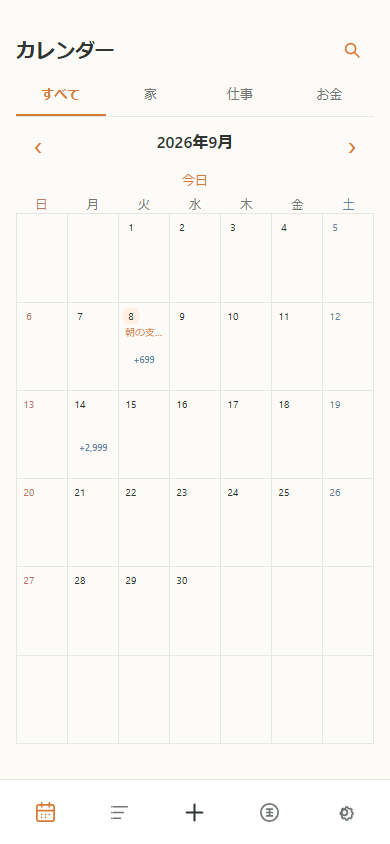 カレンダー
すべて 家 仕事 お金
‹ 2026年9月 ›
今日
日 月 火 水 木 金 土
1 2 3 4 5
6 7 8 9 10 11 12
朝の支...
+699
13 14 15 16 17 18 19
+2,999
20 21 22 23 24 25 26
27 28 29 30